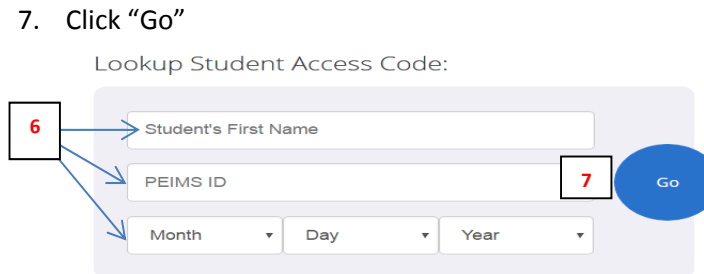 7. Click “Go”
Lookup Student Access Code:
6
Student's First Name
PEIMS ID
7
Go
Month Day Year